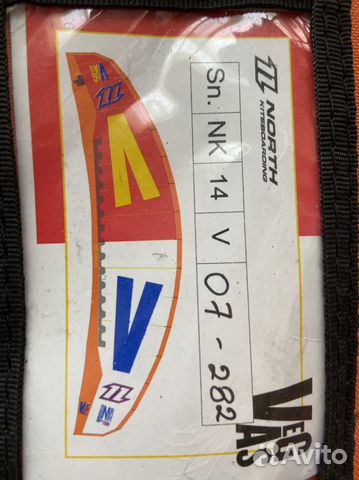 NORTH
KITEBOARDING
Sn. NK 14 V 07-282
VEGAS
Avito